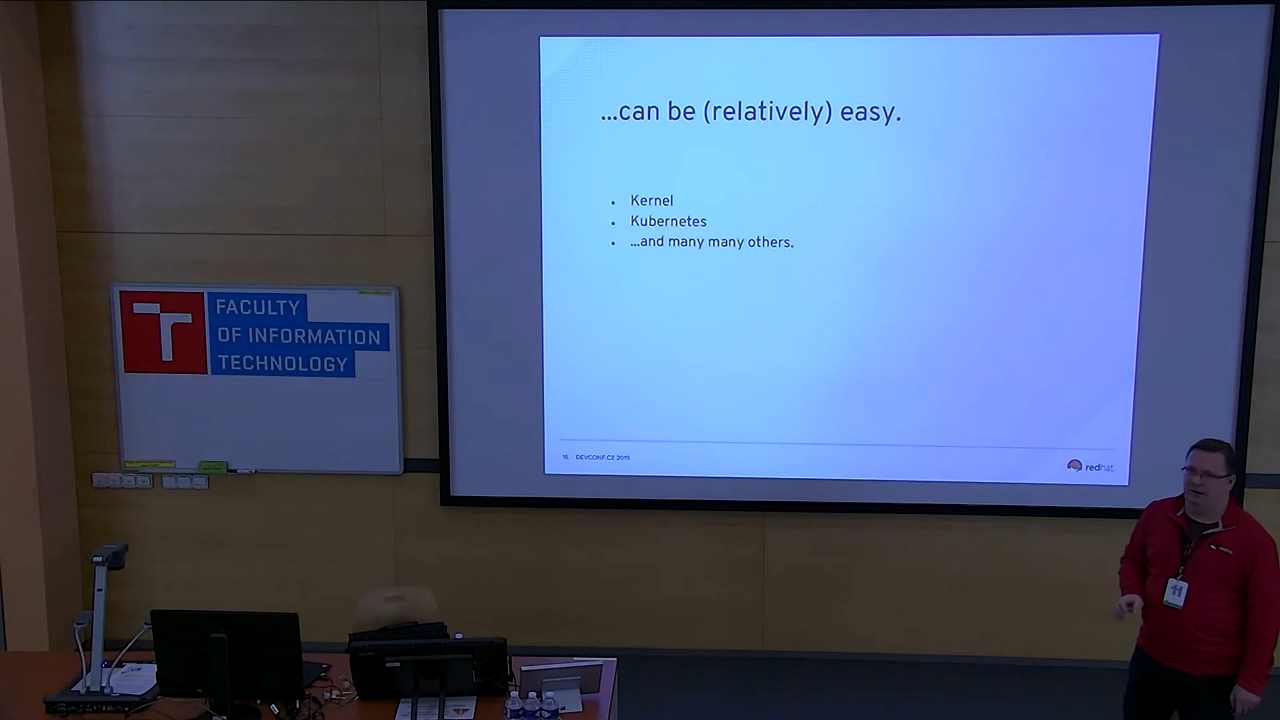 ...can be (relatively) easy.
Kernel
Kubernetes
...and many many others.
16 DEVCONF.CZ 2019
redhat.
FACULTY
OF INFORMATION
TECHNOLOGY